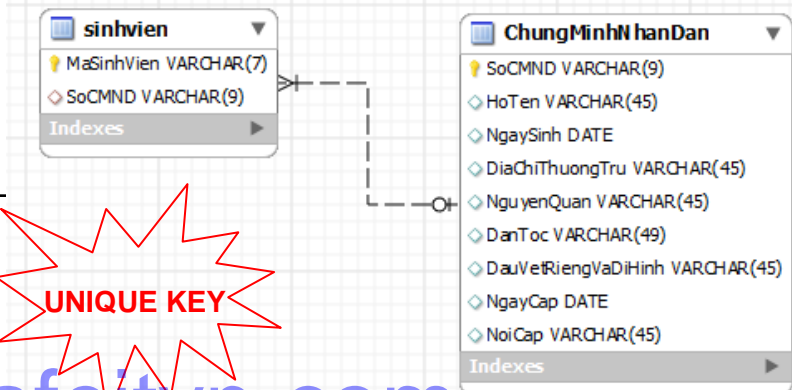 sinhvien
MaSinhVien VARCHAR(7)
SoCMND VARCHAR(9)
Indexes
ChungMinhNhanDan
SoCMND VARCHAR(9)
HoTen VARCHAR(45)
NgaySinh DATE
DiaChiThuongTru VARCHAR(45)
NguyenQuan VARCHAR(45)
DanToc VARCHAR(49)
DauVetRiengVaDiHinh VARCHAR(45)
NgayCap DATE
NoiCap VARCHAR(45)
Indexes
UNIQUE KEY